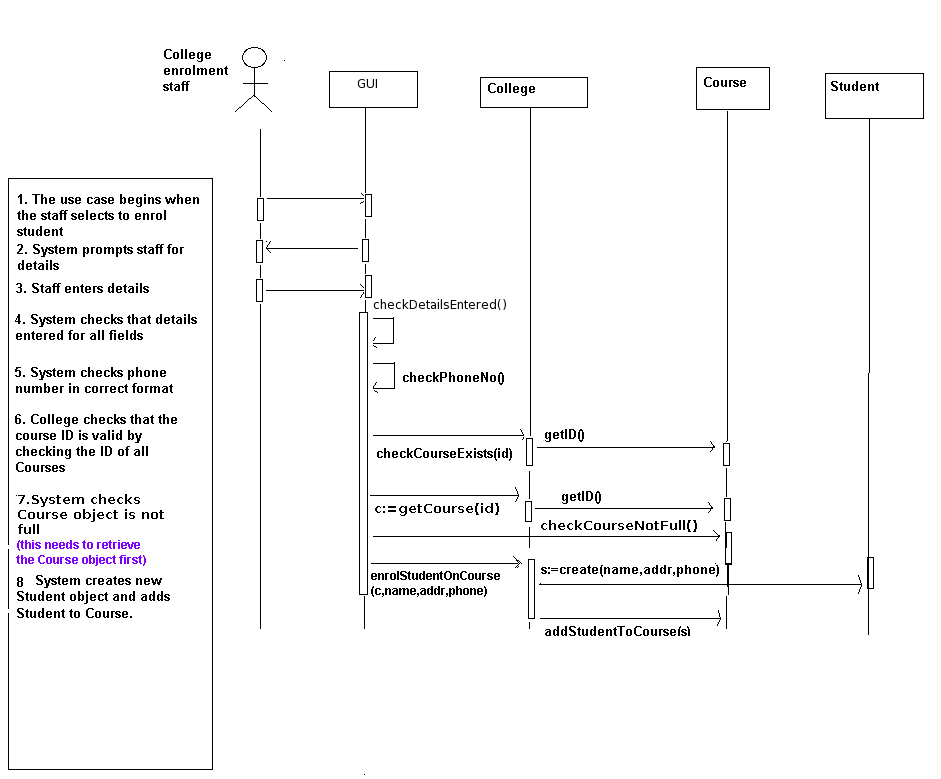 College
enrolment
staff
GUI
College
Course
Student
1. The use case begins when
the staff selects to enrol
student
2. System prompts staff for
details
3. Staff enters details
4. System checks that details
entered for all fields
5. System checks phone
number in correct format
6. College checks that the
course ID is valid by
checking the ID of all
Courses
7.System checks
Course object is not
full
(this needs to retrieve
the Course object first)
8 System creates new
Student object and adds
Student to Course.
checkDetailsEntered()
checkPhoneNo()
getID()
checkCourseExists(id)
getID()
c:=getCourse(id)
checkCourseNotFull()
enrolStudentOnCourse
(c,name,addr,phone)
s:=create(name,addr,phone)
addStudentToCourse(s)